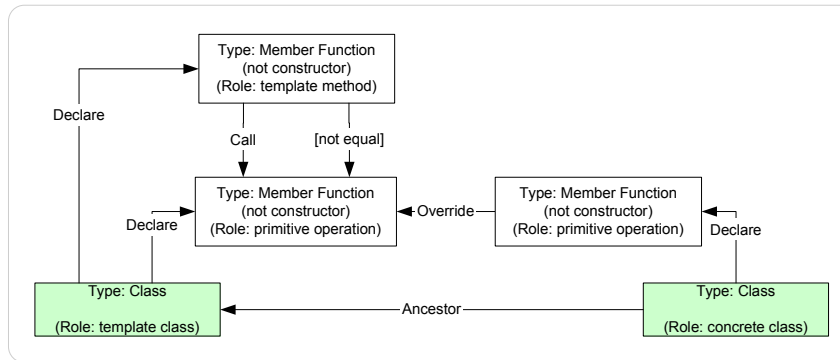 Type: Member Function
(not constructor)
(Role: template method)
Declare
Call
[not equal]
Type: Member Function
(not constructor)
(Role: primitive operation)
Override
Type: Member Function
(not constructor)
(Role: primitive operation)
Declare
Declare
Type: Class
(Role: template class)
Ancestor
Type: Class
(Role: concrete class)